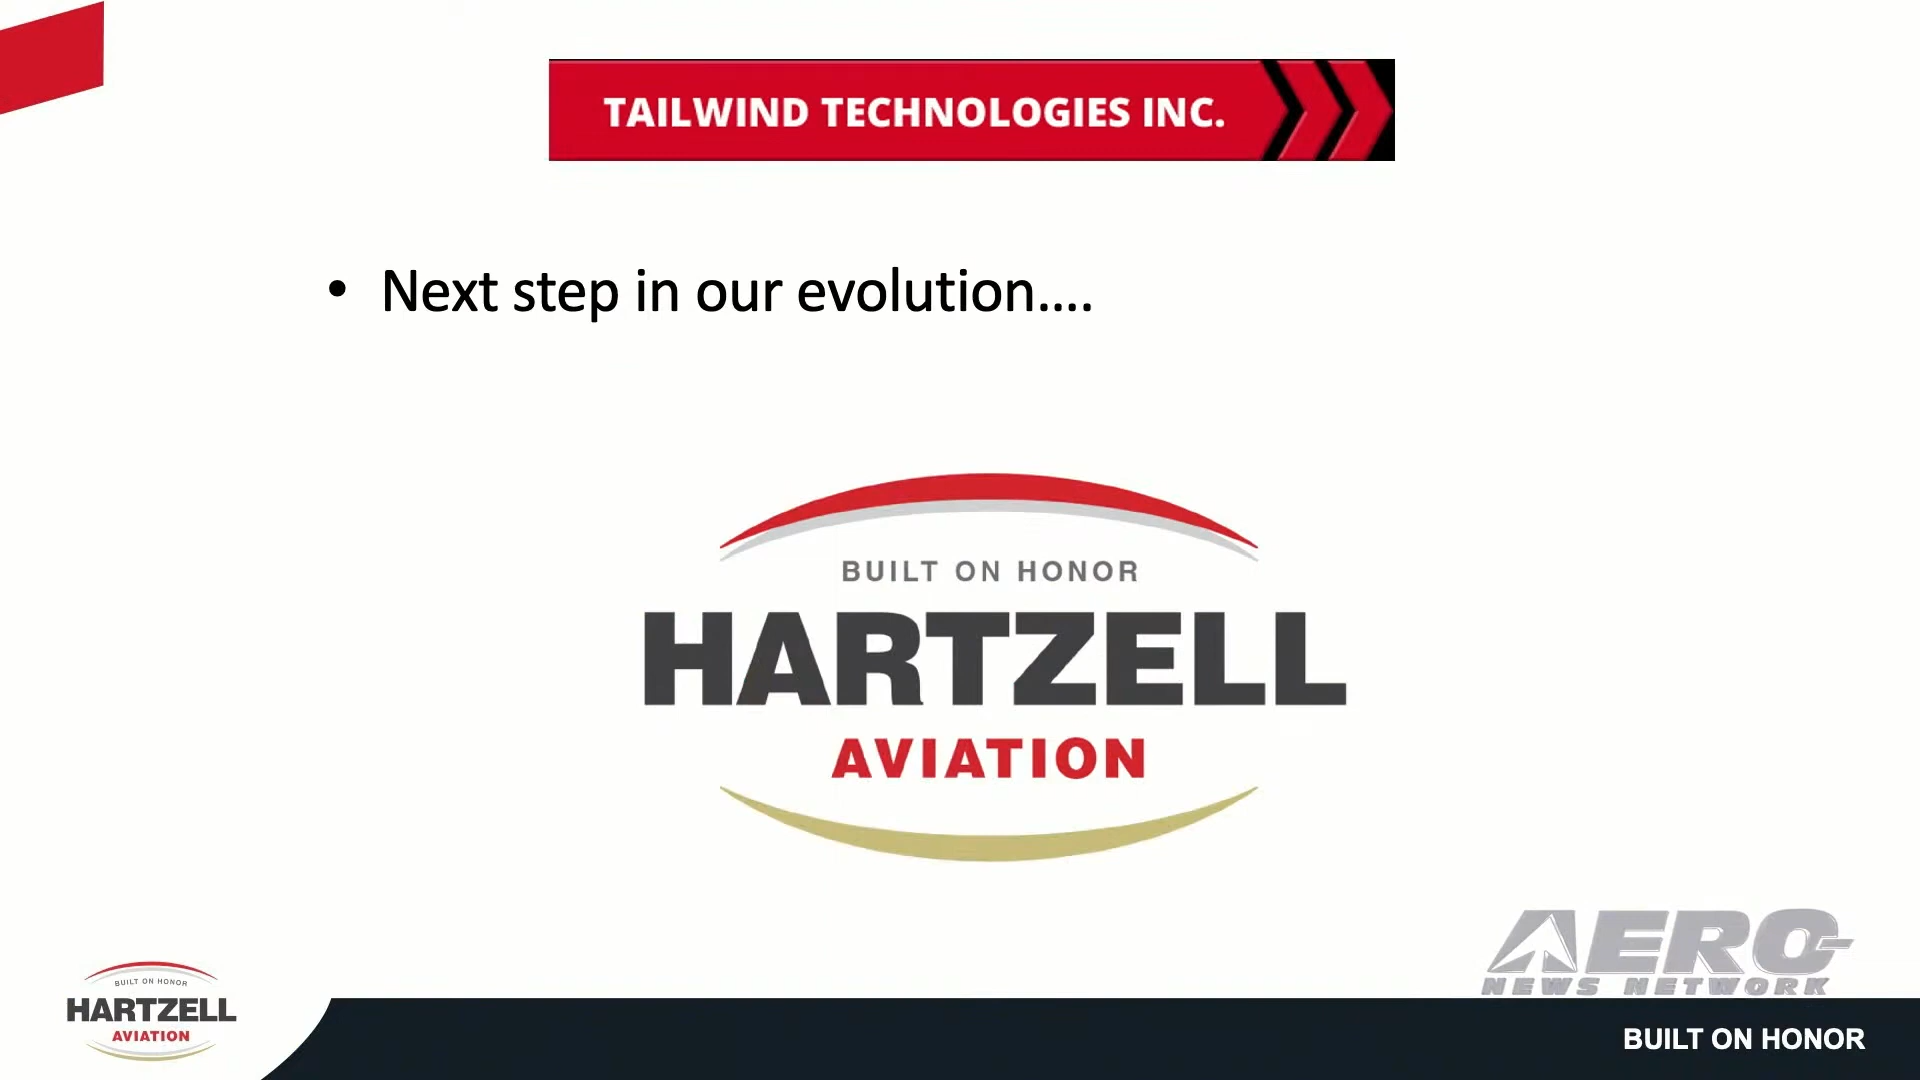 TAILWIND TECHNOLOGIES INC.
• Next step in our evolution....
BUILT ON HONOR
HARTZELL
AVIATION
AERO-
NEWS NETWORK
BUILT ON HONOR
HARTZELL
AVIATION
BUILT ON HONOR